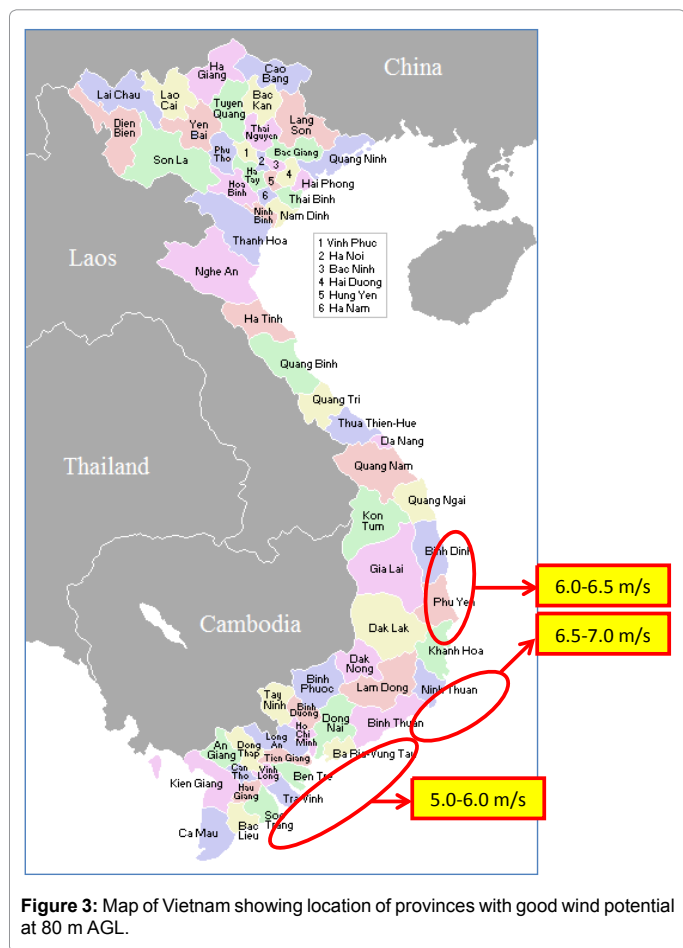 China
Ha
Giang
Cao
Bang
Lai Chau
Lao
Cai
Tuyen
Quang
Bac
Kan
Dien
Bien
Yen
Bai
Thai
Nguyen
Lang
Son
Son La
Phu
Tho
1
2
3
4
5
6
Bac Giang
Quang Ninh
Ha
Tay
Hoa
Binh
Hai Phong
Thai Binh
Ninh
Binh
Nam Dinh
Thanh Hoa
1 Vinh Phuc
2 Ha Noi
3 Bac Ninh
4 Hai Duong
5 Hung Yen
6 Ha Nam
Laos
Nghe An
Ha Tinh
Quang Binh
Quang Tri
Thua Thien-Hue
Da Nang
Thailand
Quang Nam
Quang Ngai
Kon
Tum
Binh Dinh
Gia Lai
6.0-6.5 m/s
Phu Yen
Cambodia
Dak Lak
6.5-7.0 m/s
Khanh Hoa
Dak
Nong
Binh
Phuoc
Lam Dong
Ninh Thuan
Tay
Ninh
Binh
Duong
Dong
Nai
Binh Thuan
Ho
Chi
Minh
Long
An
An
Giang
Dong
Thap
Tien Giang
Ba Ria-Vung Tau
Can
Tho
Vinh
Long
Ben Tre
Kien Giang
Hau
Giang
Tra Vinh
5.0-6.0 m/s
Soc
Trang
Ca Mau
Bac
Lieu
Figure 3: Map of Vietnam showing location of provinces with good wind potential
at 80 m AGL.